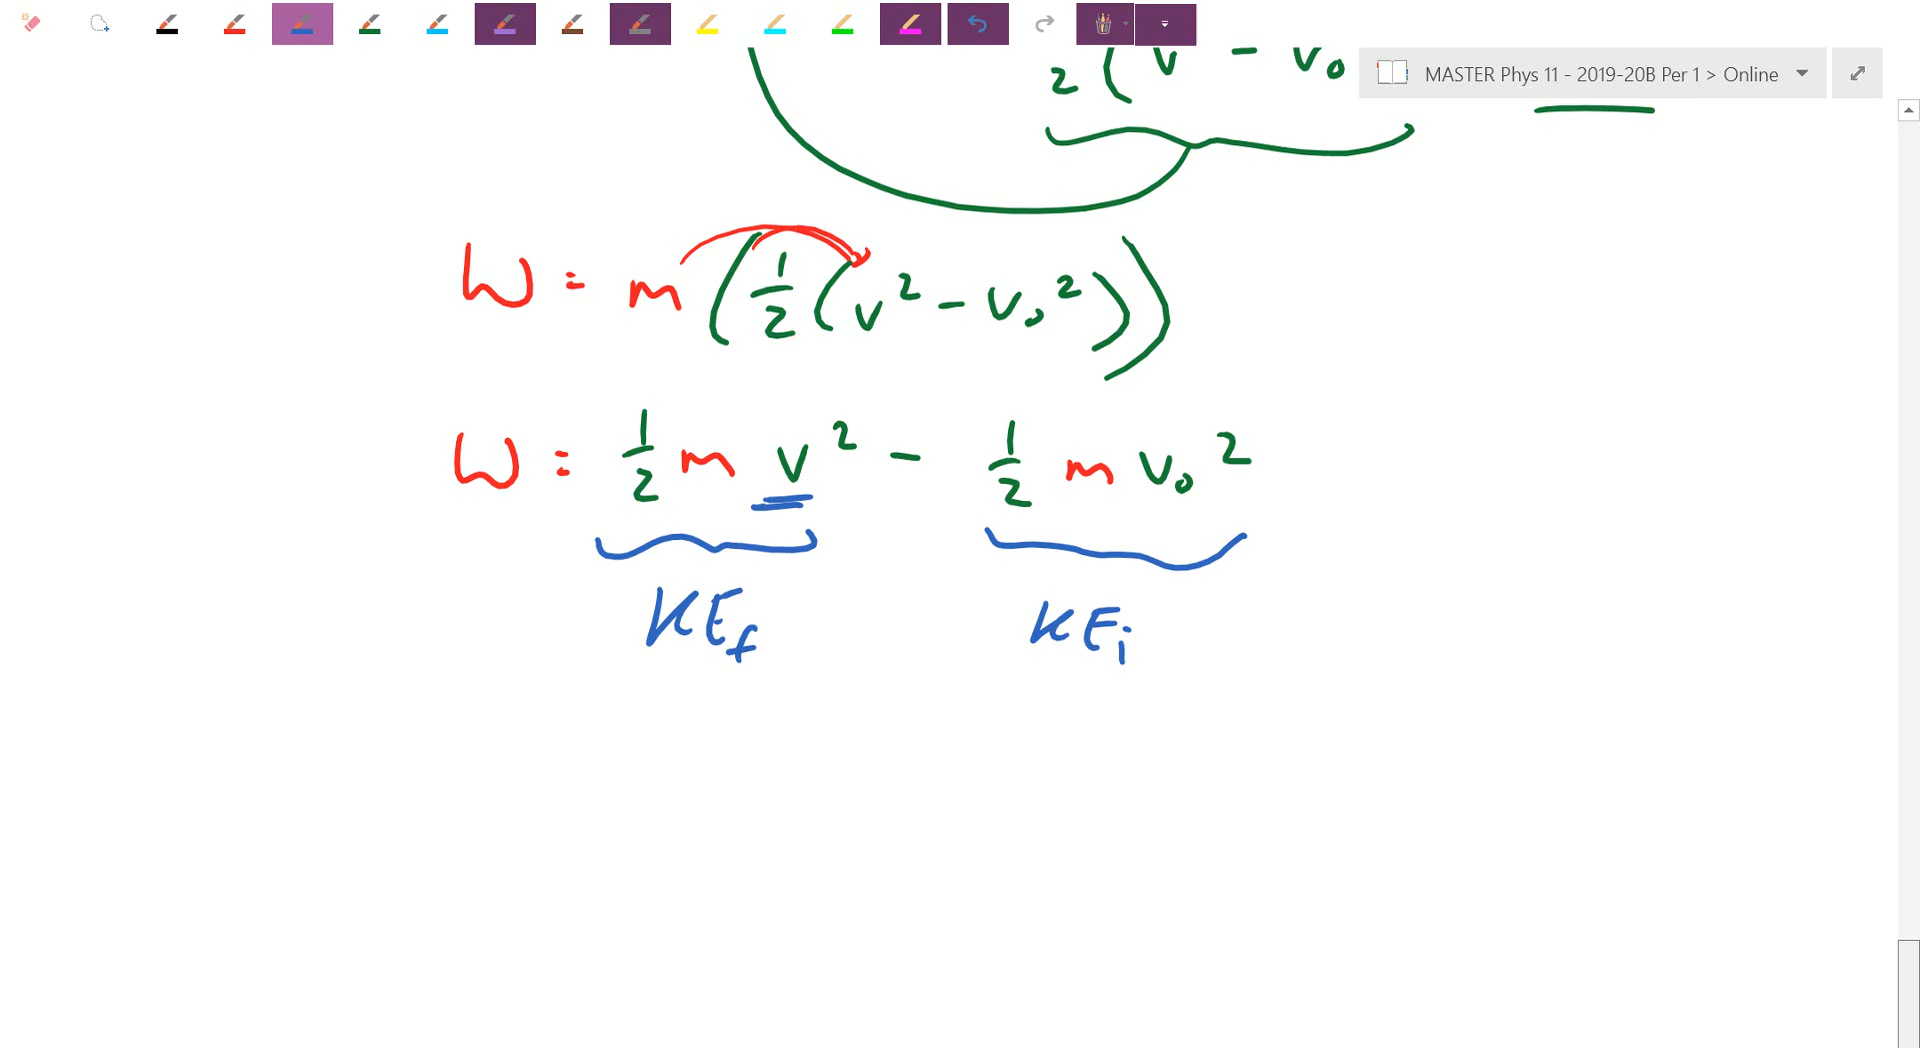 MASTER Phys 11 - 2019-20B Per 1 > Online
2 ( v - v₀
W = m ( 1/2 ( v² - v₀² ) )
W = 1/2 m v² - 1/2 m v₀²
KE_f KE_i